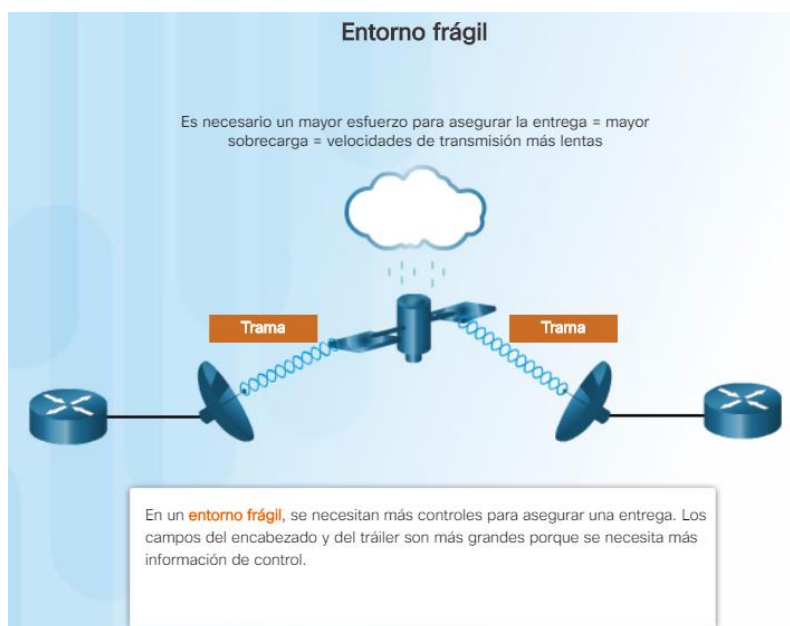 Entorno frágil
Es necesario un mayor esfuerzo para asegurar la entrega = mayor
sobrecarga = velocidades de transmisión más lentas
Trama
Trama
En un entorno frágil, se necesitan más controles para asegurar una entrega. Los
campos del encabezado y del tráiler son más grandes porque se necesita más
información de control.